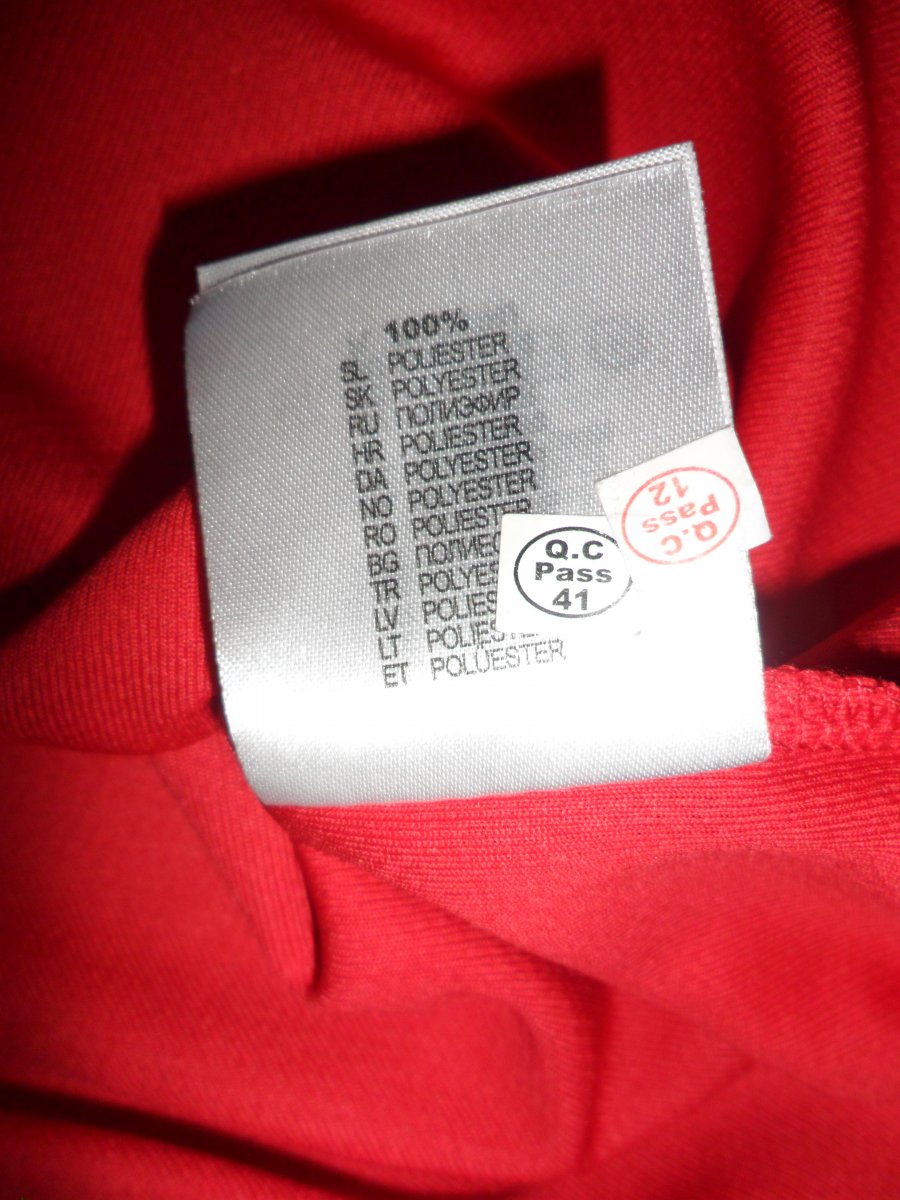 100%
SL POLIESTER
SK POLYESTER
RU ПОЛИЭФИР
HR POLIESTER
DA POLYESTER
NO POLYESTER
RO POLIESTER
BG
TR
LV
LT
ET POLÜESTER
Q.C
Pass
41
Q.C
Pass
12